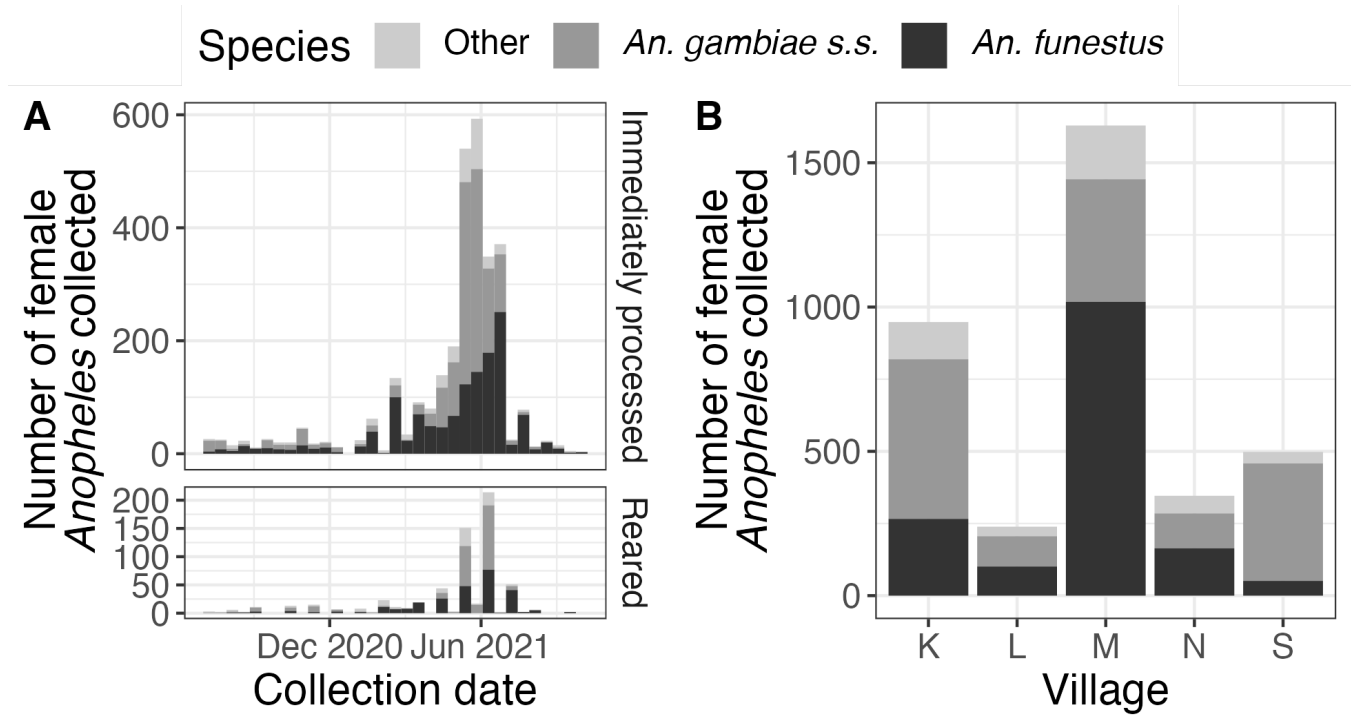 Species Other An. gambiae s.s. An. funestus
A
Number of female
Anopheles collected
600
400
200
0
Immediately processed
200
150
100
50
0
Reared
Dec 2020 Jun 2021
Collection date
B
Number of female
Anopheles collected
1500
1000
500
0
K L M N S
Village